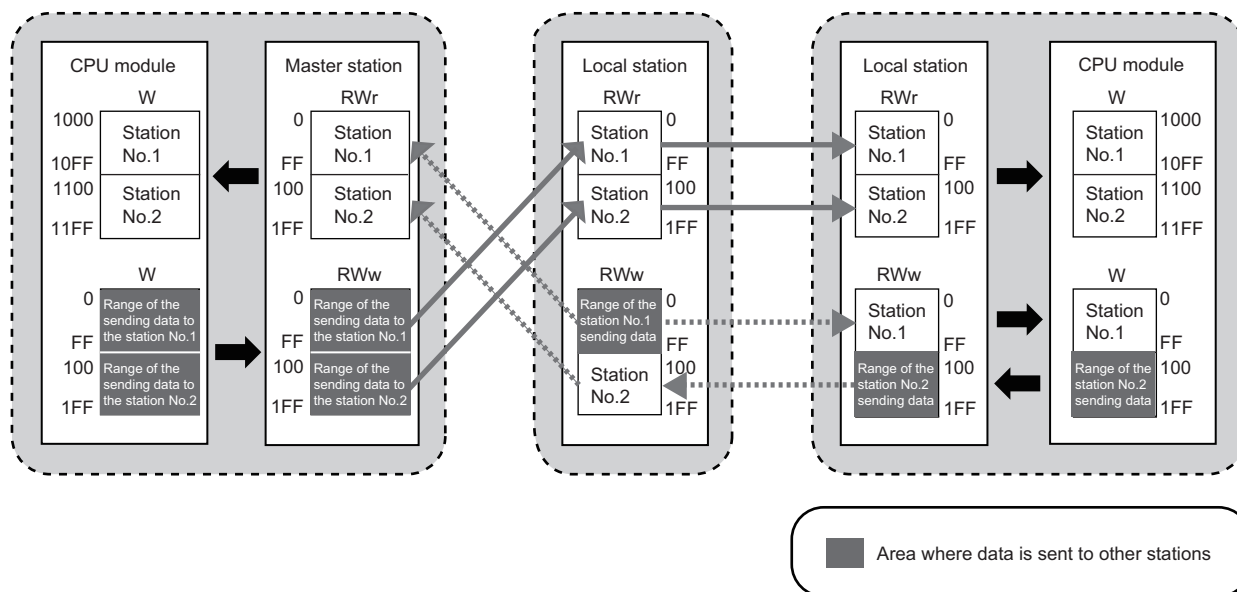 CPU module
W
1000
Station
No.1
10FF
1100
Station
No.2
11FF
W
0
Range of the
sending data to
the station No.1
FF
100
Range of the
sending data to
the station No.2
1FF
Master station
RWr
0
Station
No.1
FF
100
Station
No.2
1FF
RWw
0
Range of the
sending data to
the station No.1
FF
100
Range of the
sending data to
the station No.2
1FF
Local station
RWr
0
Station
No.1
FF
100
Station
No.2
1FF
RWw
0
Range of the
station No.1
sending data
FF
100
Station
No.2
1FF
Local station
RWr
0
Station
No.1
FF
100
Station
No.2
1FF
RWw
0
Station
No.1
FF
100
Range of the
station No.2
sending data
1FF
CPU module
W
1000
Station
No.1
10FF
1100
Station
No.2
11FF
W
0
Station
No.1
FF
100
Range of the
station No.2
sending data
1FF
Area where data is sent to other stations